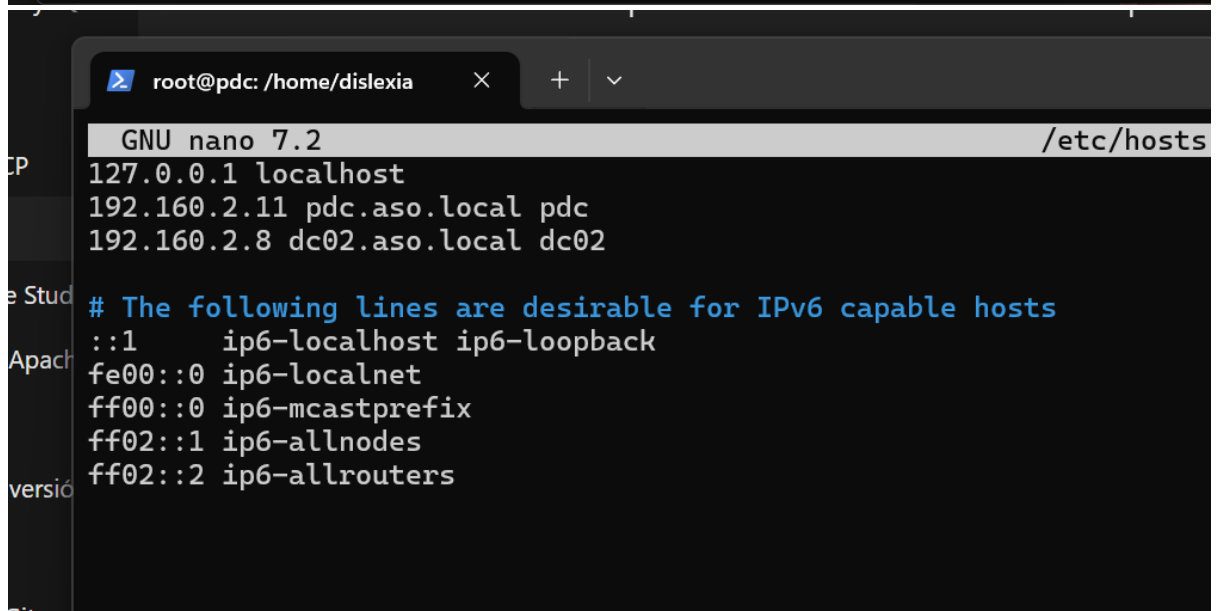 root@pdc: /home/dislexia
GNU nano 7.2 /etc/hosts
127.0.0.1 localhost
192.160.2.11 pdc.aso.local pdc
192.160.2.8 dc02.aso.local dc02
# The following lines are desirable for IPv6 capable hosts
::1 ip6-localhost ip6-loopback
fe00::0 ip6-localnet
ff00::0 ip6-mcastprefix
ff02::1 ip6-allnodes
ff02::2 ip6-allrouters